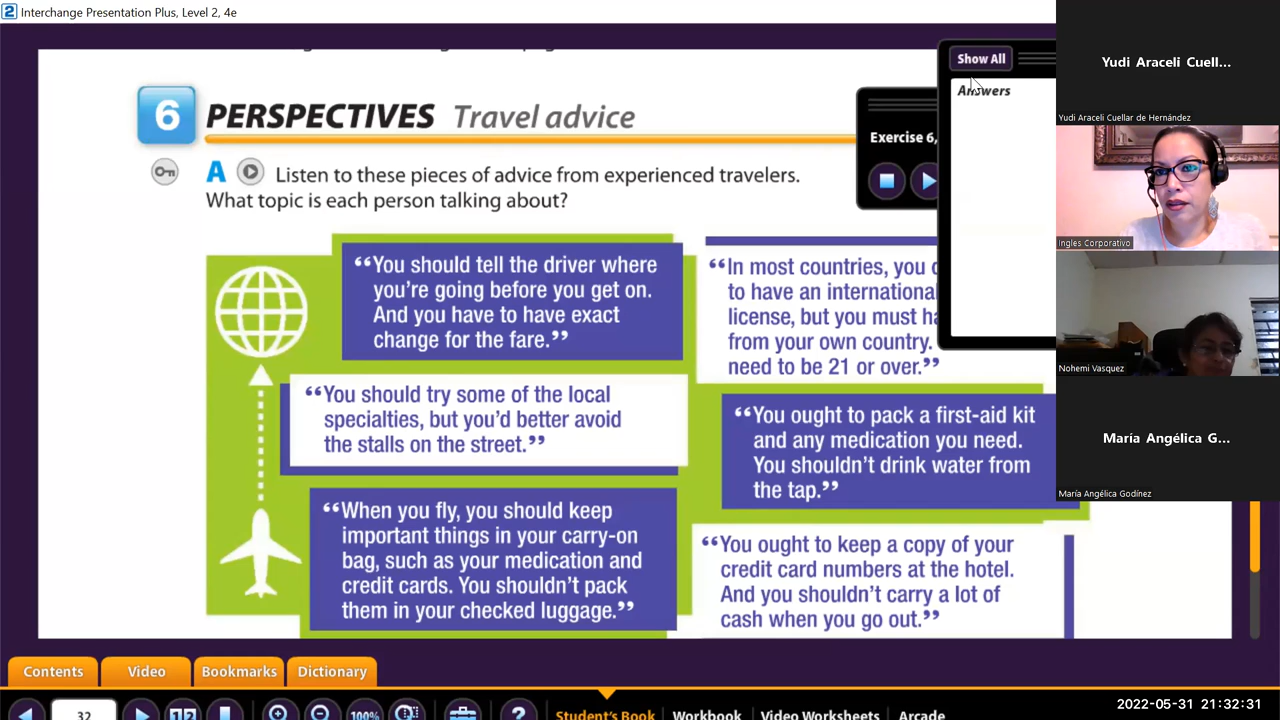 Interchange Presentation Plus, Level 2, 4e
6 PERSPECTIVES Travel advice
A Listen to these pieces of advice from experienced travelers.
What topic is each person talking about?
Exercise 6,
Show All
Answers
“You should tell the driver where
you’re going before you get on.
And you have to have exact
change for the fare.”
“In most countries, you
to have an international
license, but you must
from your own country.
need to be 21 or over.”
“You should try some of the local
specialties, but you’d better avoid
the stalls on the street.”
“You ought to pack a first-aid kit
and any medication you need.
You shouldn’t drink water from
the tap.”
“When you fly, you should keep
important things in your carry-on
bag, such as your medication and
credit cards. You shouldn’t pack
them in your checked luggage.”
“You ought to keep a copy of your
credit card numbers at the hotel.
And you shouldn’t carry a lot of
cash when you go out.”
Yudi Araceli Cuell...
Yudi Araceli Cuellar de Hernández
Ingles Corporativo
Nohemi Vasquez
María Angélica G...
María Angélica Godínez
Contents Video Bookmarks Dictionary
32 100% ? Student's Book Workbook Video Worksheets Arcade
2022-05-31 21:32:31